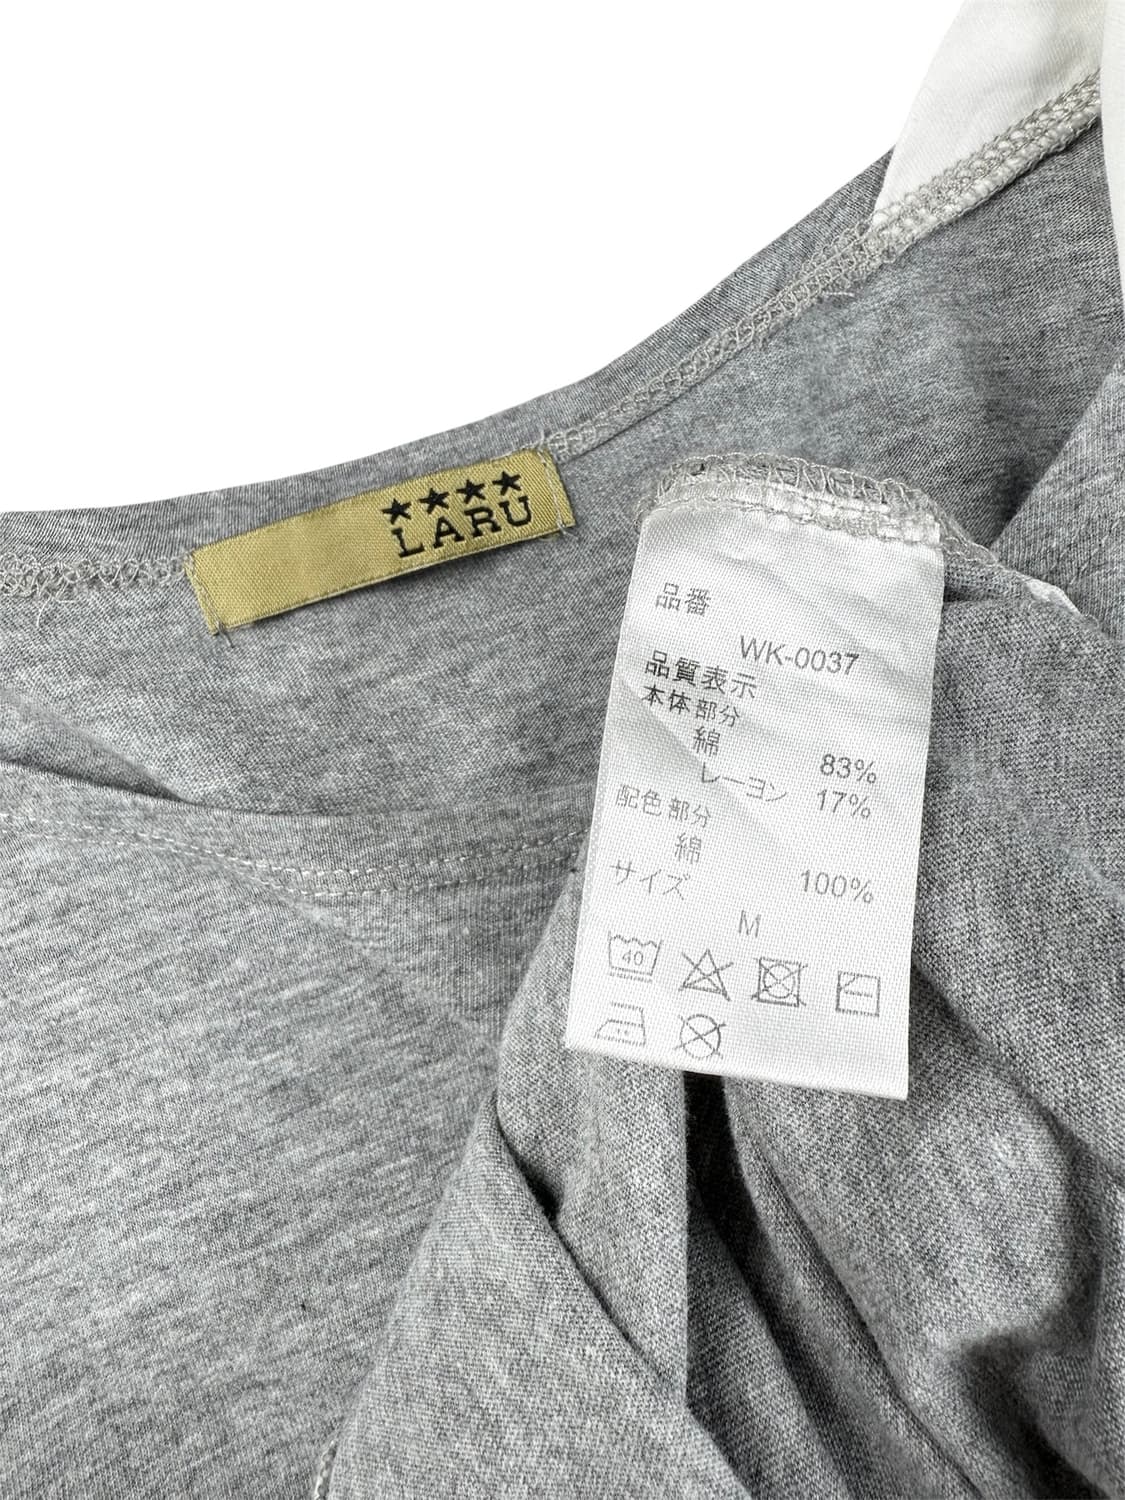 ★★★★
LARU
品番
WK-0037
品質表示
本体部分
綿 83%
レーヨン 17%
配色部分
綿
100%
サイズ
M
40